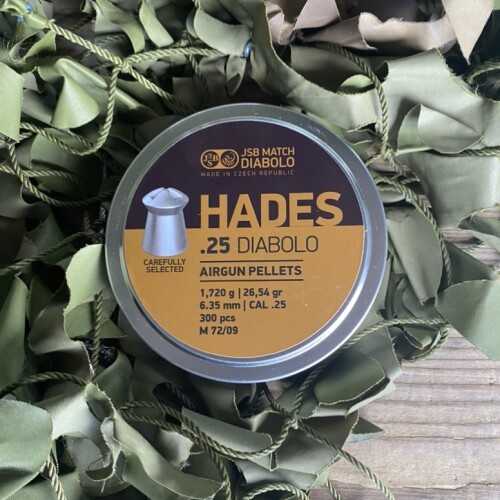 JSB
JSB MATCH
DIABOLO
MADE IN CZECH REPUBLIC
HADES
.25 DIABOLO
CAREFULLY
SELECTED
AIRGUN PELLETS
1,720 g | 26,54 gr
6.35 mm | CAL .25
300 pcs
M 72/09